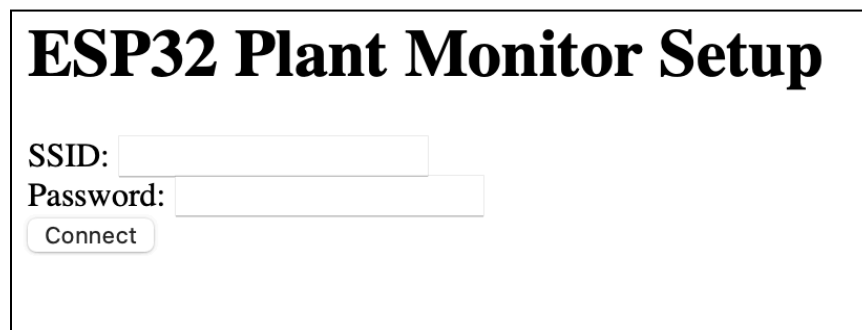 ESP32 Plant Monitor Setup
SSID:
Password:
Connect